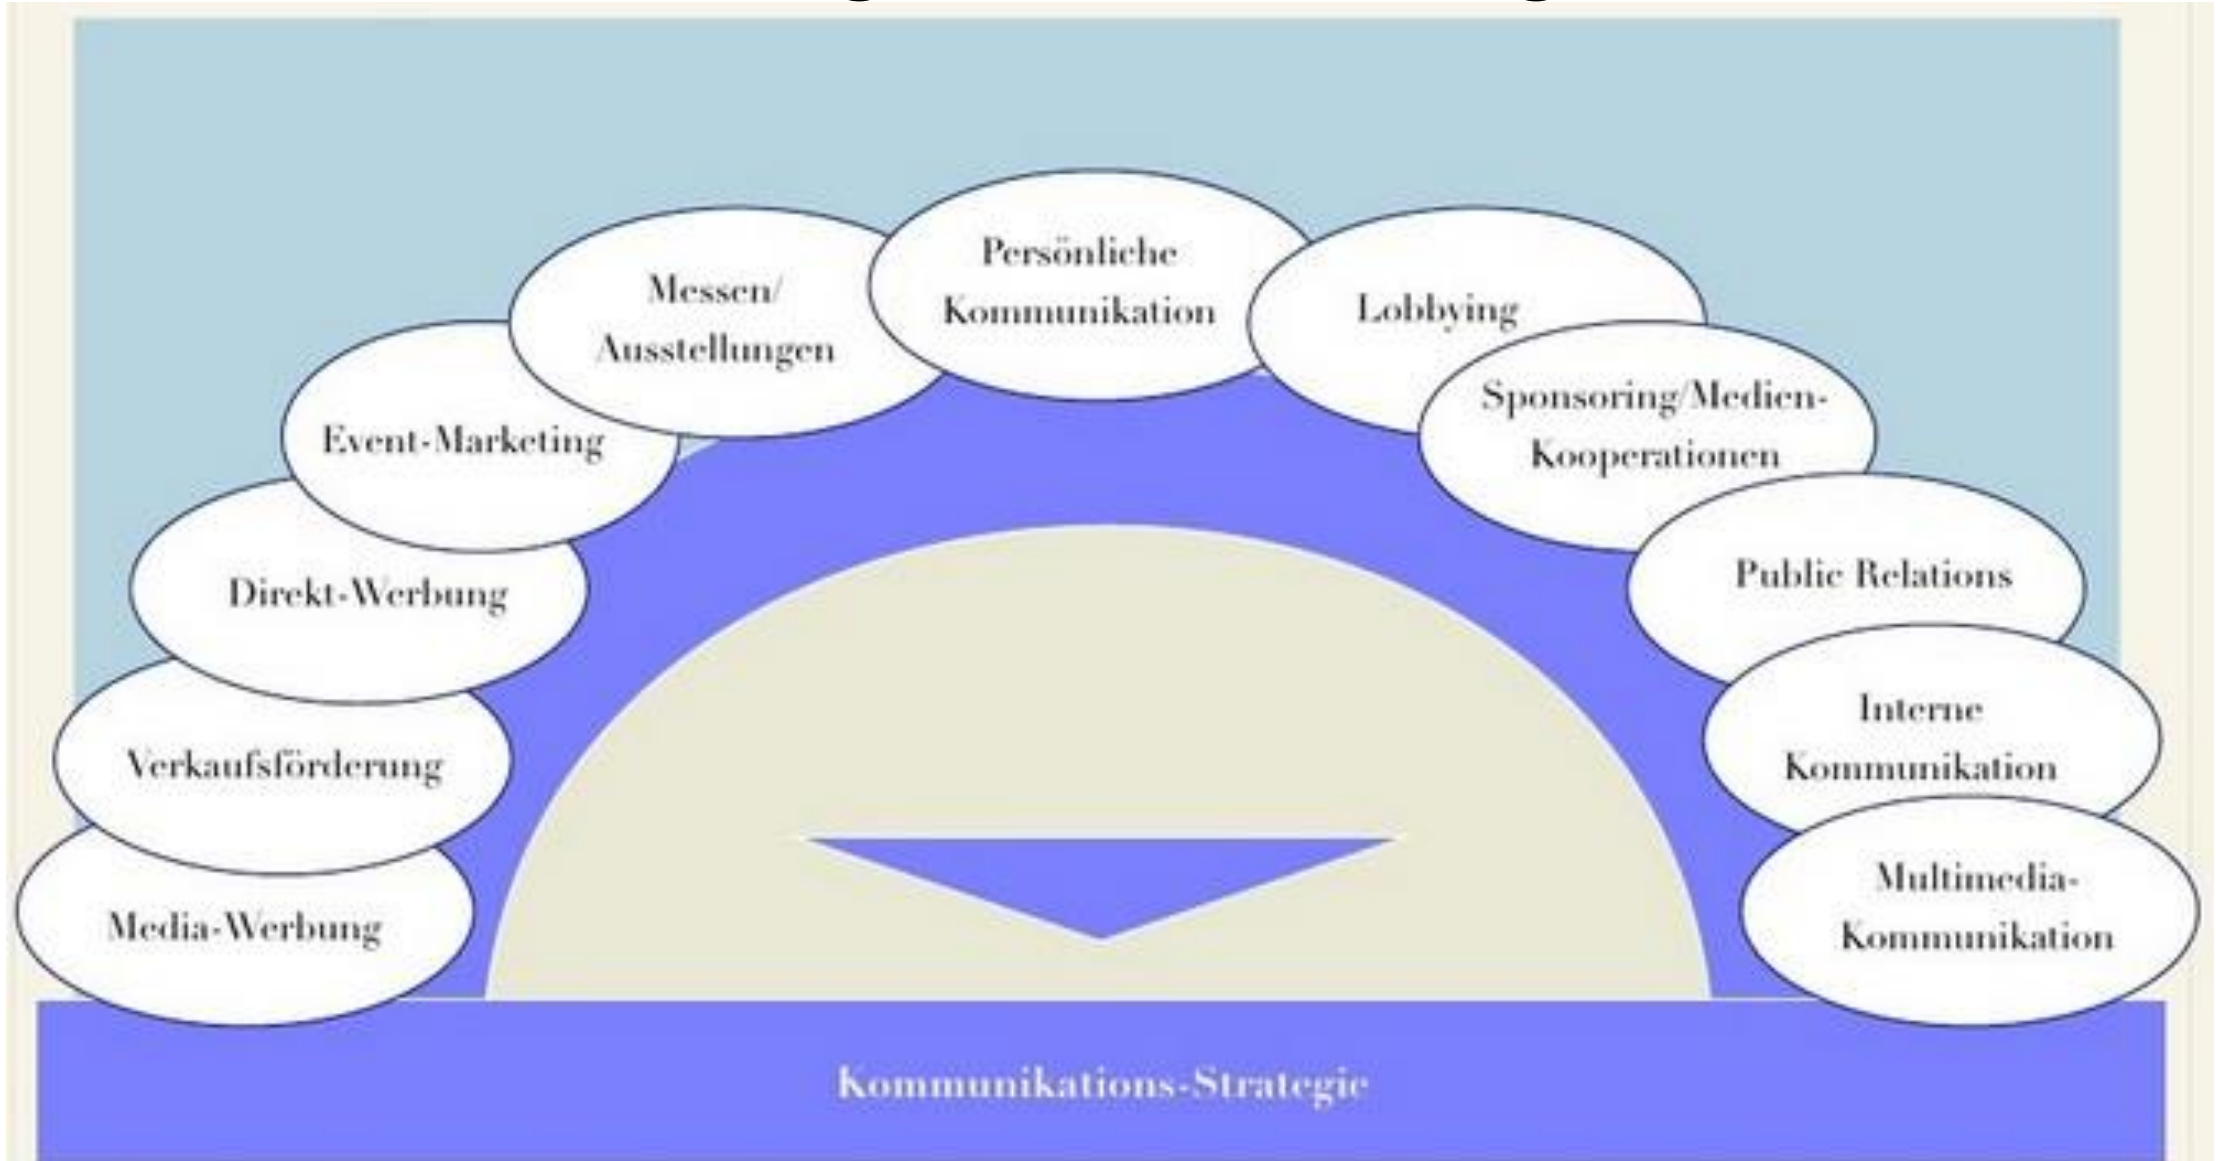 Persönliche
Kommunikation
Messen/
Ausstellungen
Lobbying
Event-Marketing
Sponsoring/Medien-
Kooperationen
Direkt-Werbung
Public Relations
Verkaufsförderung
Interne
Kommunikation
Media-Werbung
Multimedia-
Kommunikation
Kommunikations-Strategie